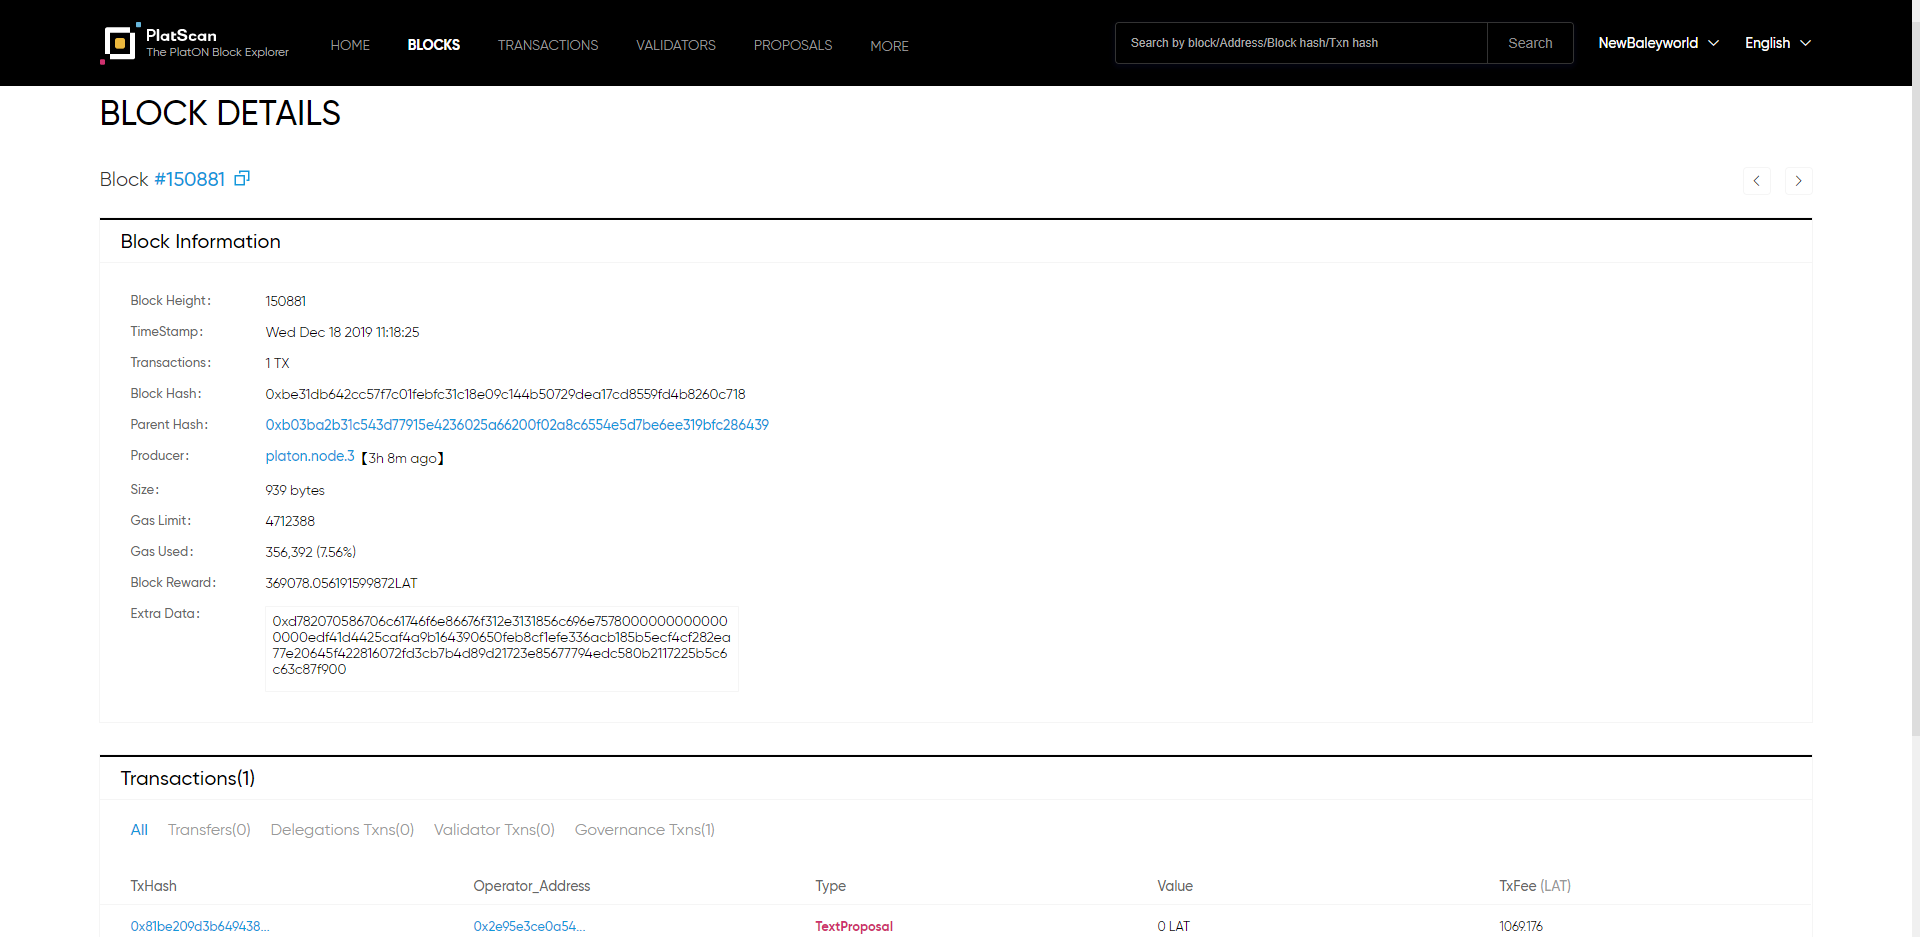 PlatScan
The PlatON Block Explorer
HOME BLOCKS TRANSACTIONS VALIDATORS PROPOSALS MORE
Search by block/Address/Block hash/Txn hash Search
NewBaleyworld English
BLOCK DETAILS
Block #150881
Block Information
Block Height: 150881
TimeStamp: Wed Dec 18 2019 11:18:25
Transactions: 1 TX
Block Hash: 0xbe31db642cc57f7c01febfc31c18e09c144b50729dea17cd8559fd4b8260c718
Parent Hash: 0xb03ba2b31c543d77915e4236025a66200f02a8c6554e5d7be6ee319bfc286439
Producer: platon.node.3 【3h 8m ago】
Size: 939 bytes
Gas Limit: 4712388
Gas Used: 356,392 (7.56%)
Block Reward: 369078.056191599872LAT
Extra Data: 0xd782070586706c61746f6e86676f312e3131856c696e7578000000000000
0000edf41d4425caf4a9b164390650feb8cf1efe336acb185b5ecf4cf282ea
77e20645f422816072fd3cb7b4d89d21723e85677794edc580b2117225b5c6
c63c87f900
Transactions(1)
All Transfers(0) Delegations Txns(0) Validator Txns(0) Governance Txns(1)
TxHash Operator_Address Type Value TxFee (LAT)
0x81be209d3b649438... 0x2e95e3ce0a54... TextProposal 0 LAT 1069.176